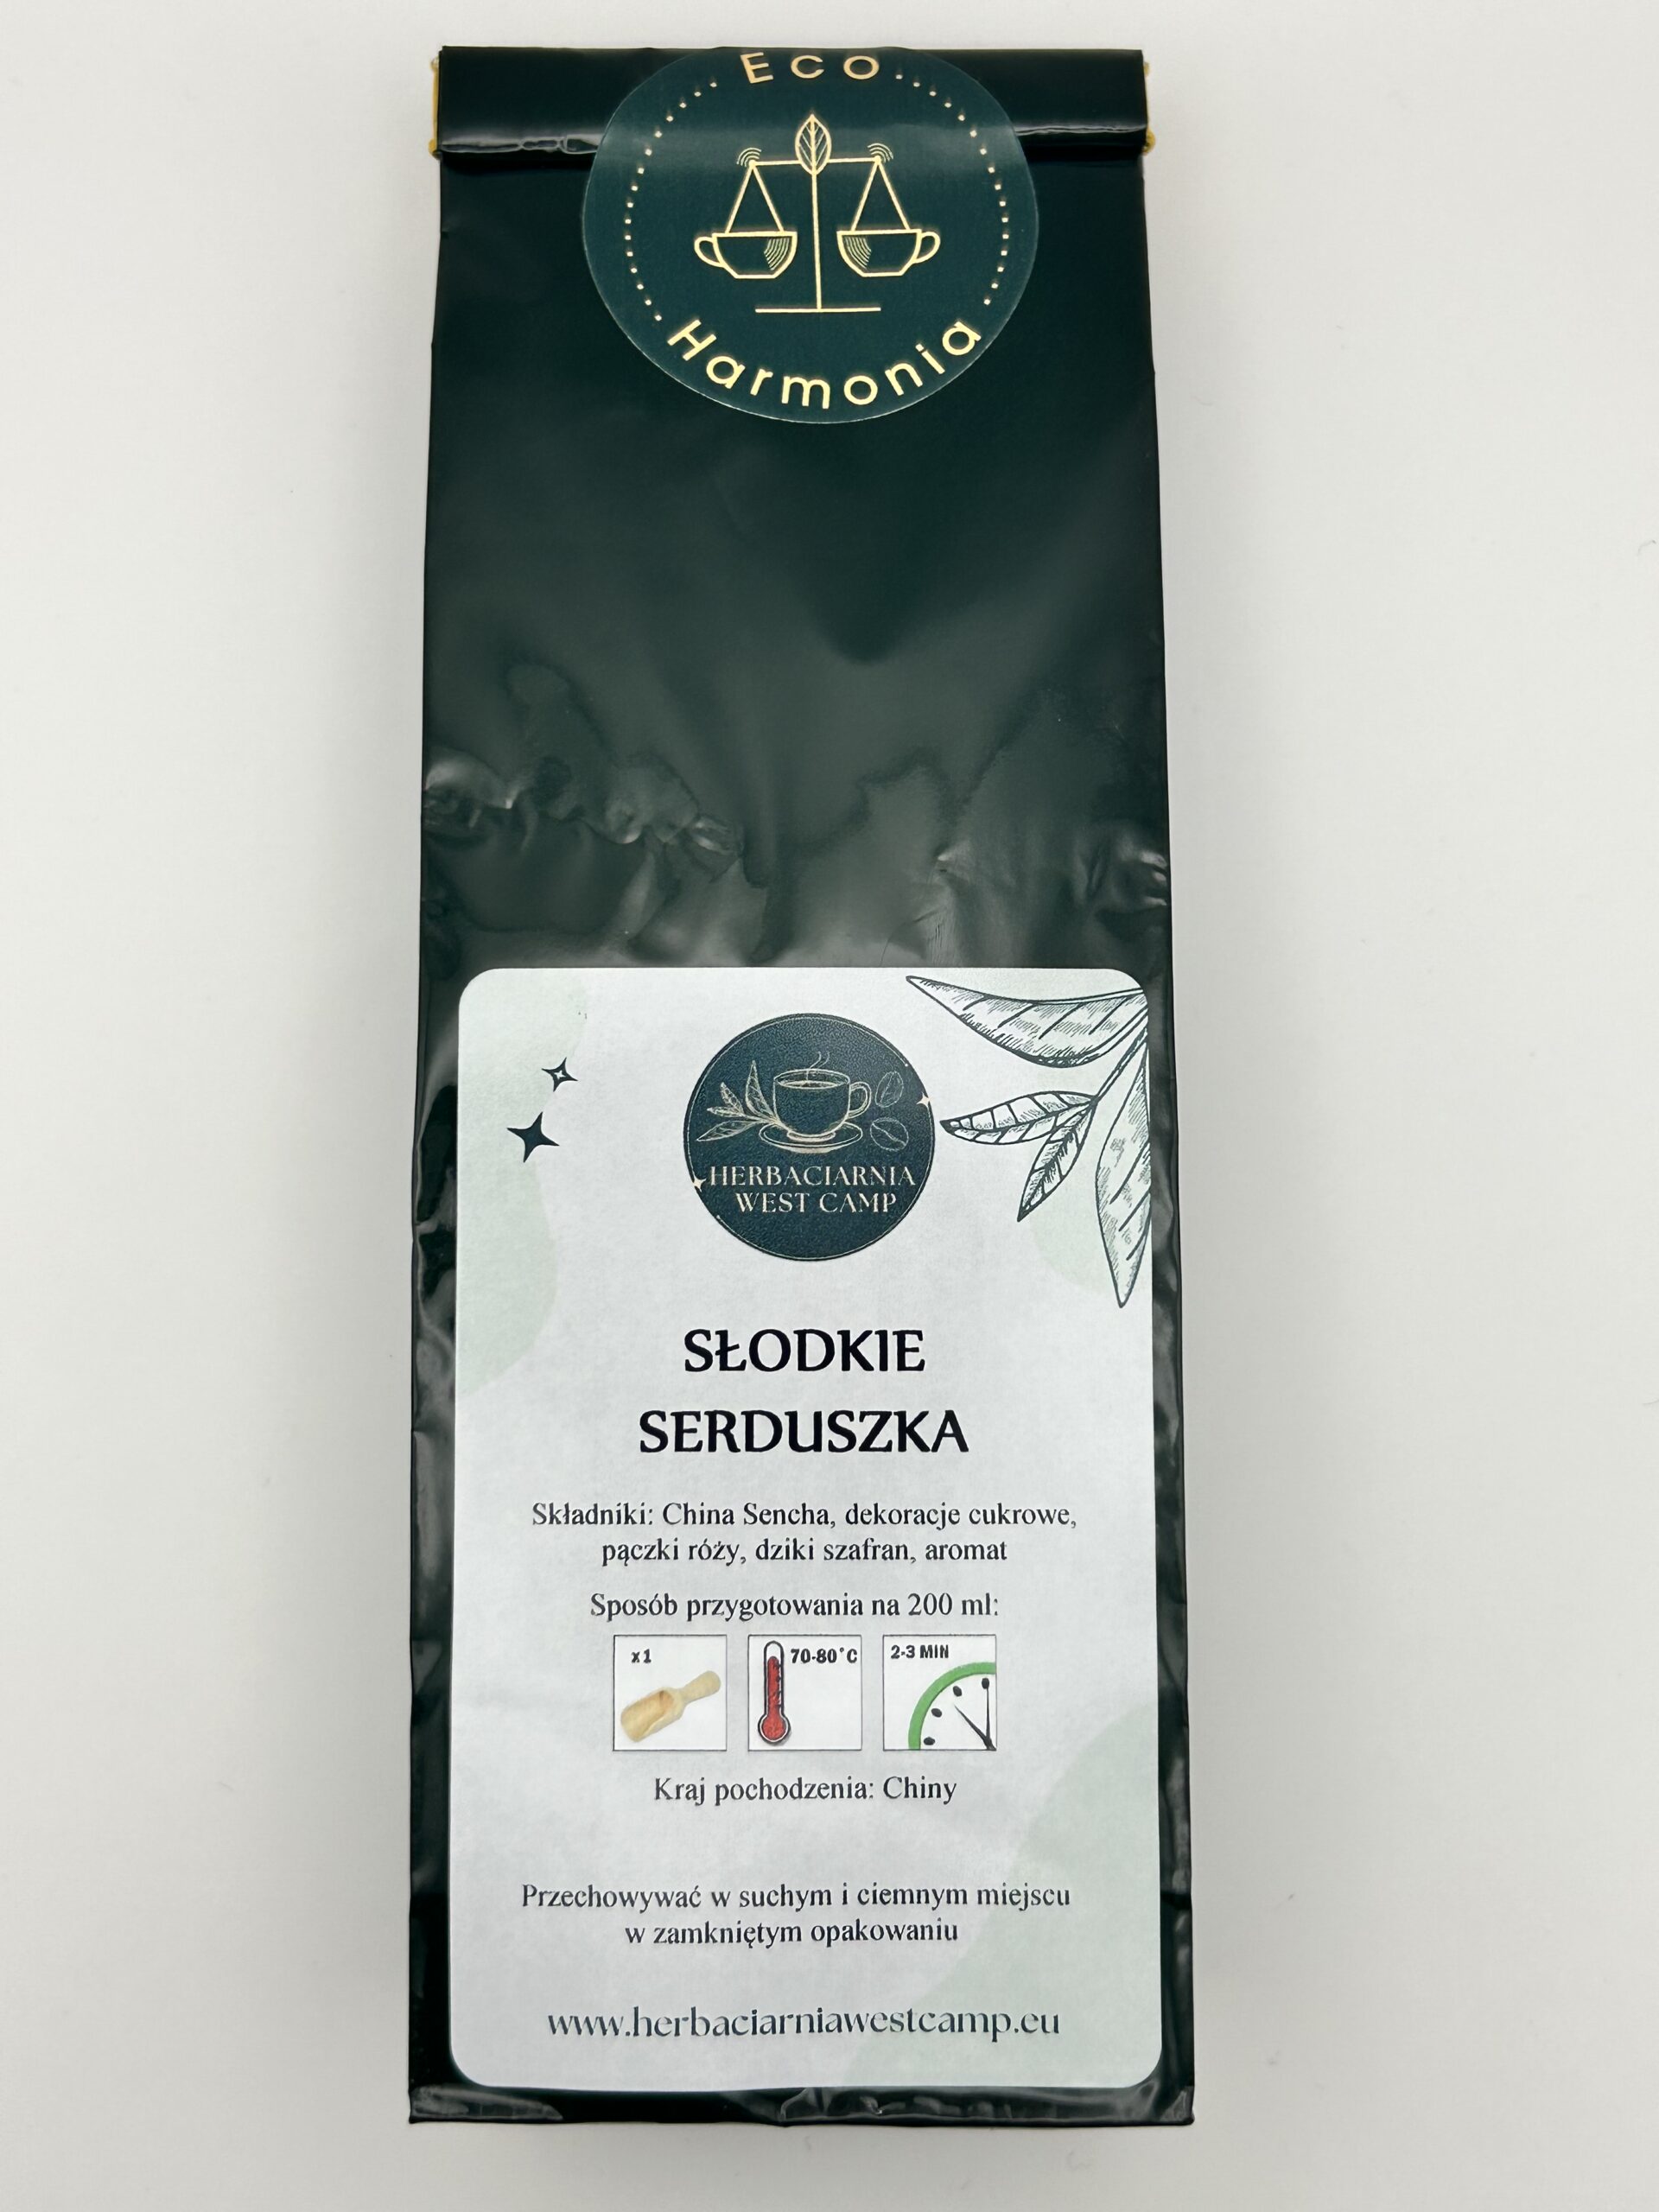 Eco
Harmonia
HERBACIARNIA
WEST CAMP
SŁODKIE
SERDUSZKA
Składniki: China Sencha, dekoracje cukrowe,
pączki róży, dziki szafran, aromat
Sposób przygotowania na 200 ml:
x1
70-80°C
2-3 MIN
Kraj pochodzenia: Chiny
Przechowywać w suchym i ciemnym miejscu
w zamkniętym opakowaniu
www.herbaciarniawestcamp.eu